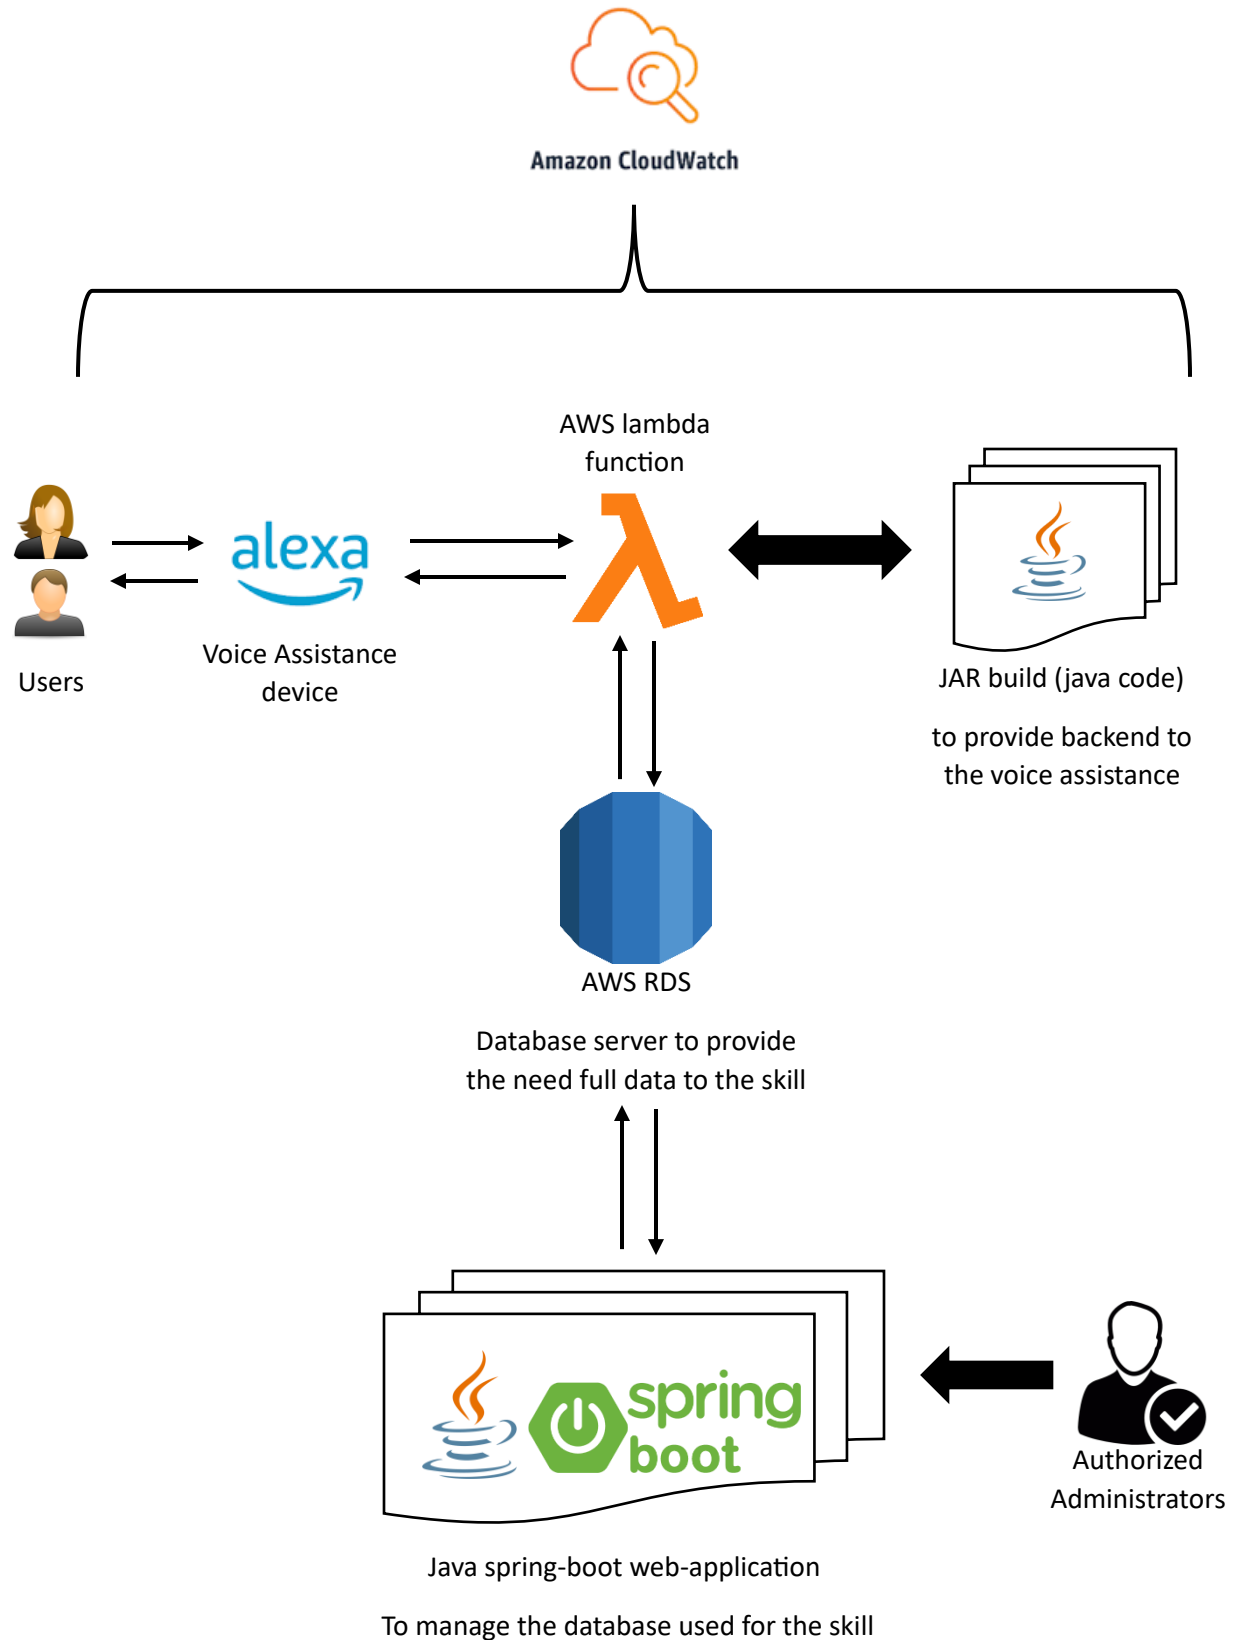 Amazon CloudWatch
AWS lambda
function
alexa
Users
Voice Assistance
device
JAR build (java code)
to provide backend to
the voice assistance
AWS RDS
Database server to provide
the need full data to the skill
spring
boot
Authorized
Administrators
Java spring-boot web-application
To manage the database used for the skill